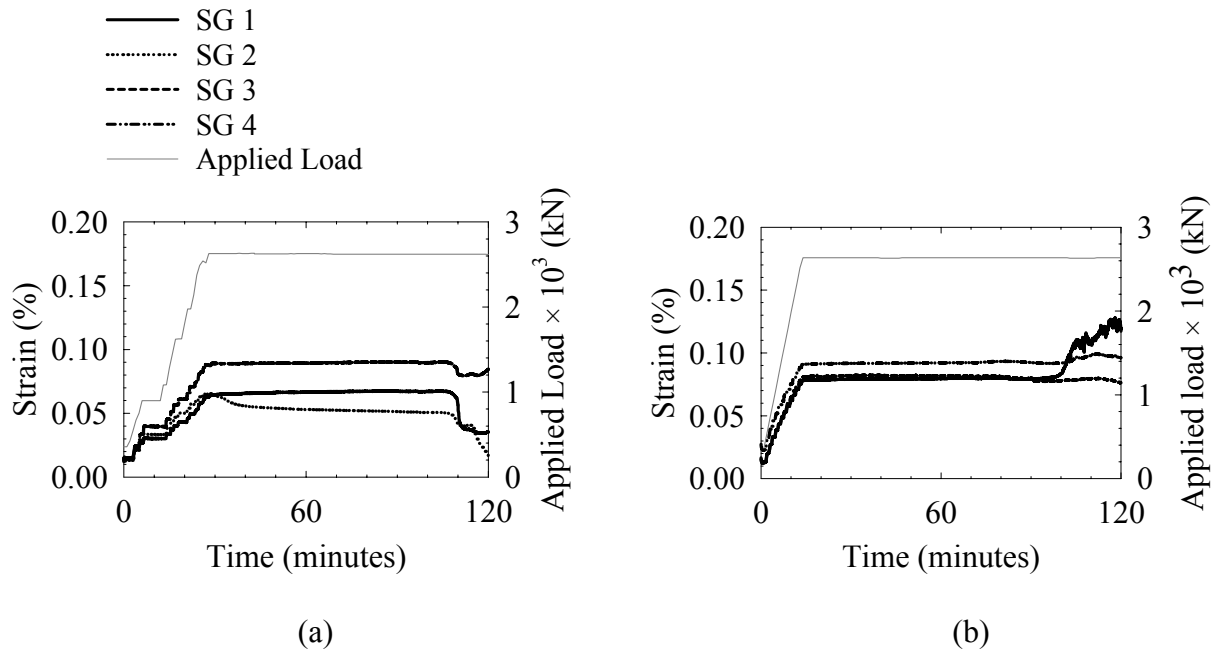 SG 1
SG 2
SG 3
SG 4
Applied Load
0.20
0.15
0.10
0.05
0.00
Strain (%)
3
2
1
0
Applied Load × 10³ (kN)
0
60
120
Time (minutes)
(a)
0.20
0.15
0.10
0.05
0.00
Strain (%)
3
2
1
0
Applied load × 10³ (kN)
0
60
120
Time (minutes)
(b)